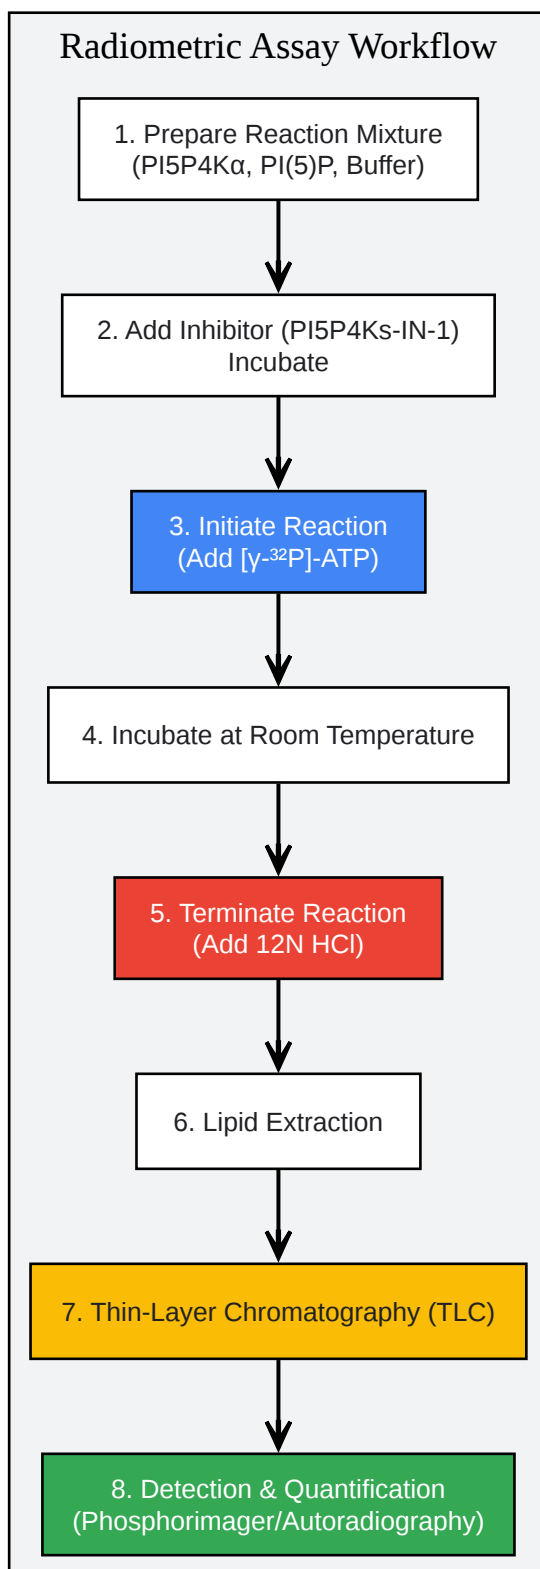 Radiometric Assay Workflow
1. Prepare Reaction Mixture
(PI5P4Kα, PI(5)P, Buffer)
2. Add Inhibitor (PI5P4Ks-IN-1)
Incubate
3. Initiate Reaction
(Add [γ-³²P]-ATP)
4. Incubate at Room Temperature
5. Terminate Reaction
(Add 12N HCl)
6. Lipid Extraction
7. Thin-Layer Chromatography (TLC)
8. Detection & Quantification
(Phosphorimager/Autoradiography)